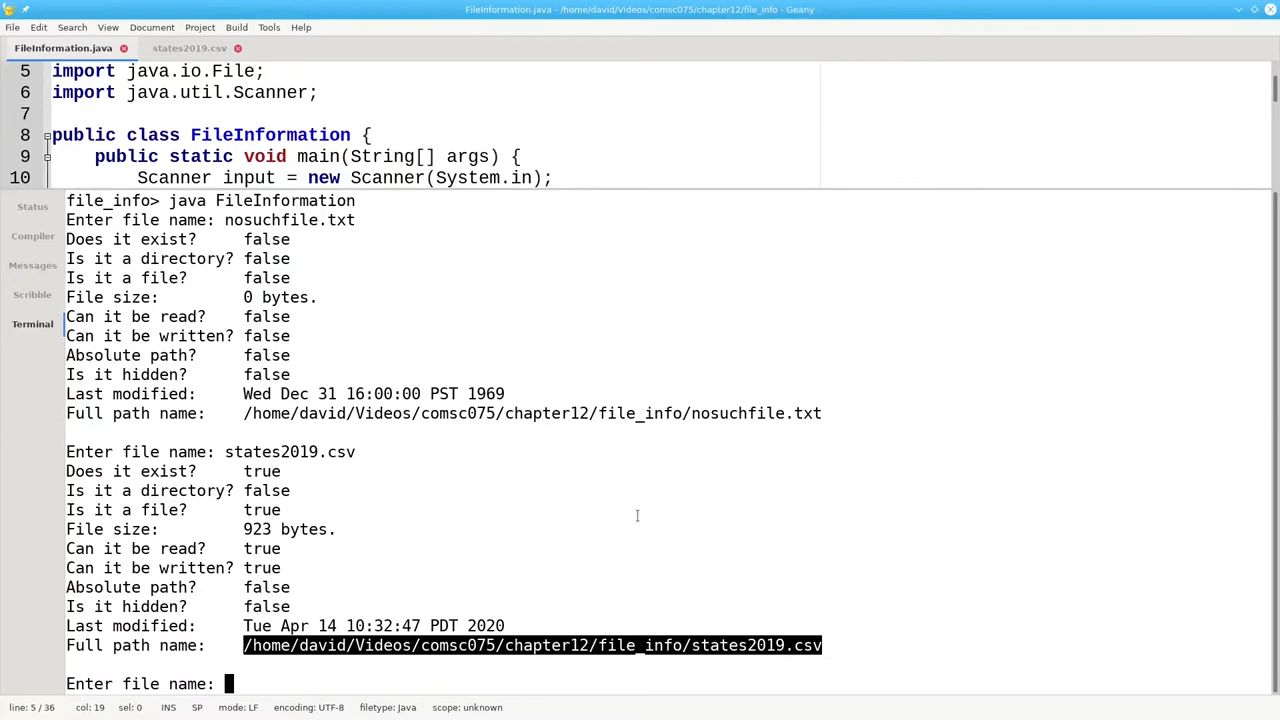 FileInformation.java - /home/david/Videos/comsc075/chapter12/file_info - Geany
File Edit Search View Document Project Build Tools Help
FileInformation.java states2019.csv
5 import java.io.File;
6 import java.util.Scanner;
7
8 public class FileInformation {
9 public static void main(String[] args) {
10 Scanner input = new Scanner(System.in);
Status
Compiler
Messages
Scribble
Terminal
file_info> java FileInformation
Enter file name: nosuchfile.txt
Does it exist? false
Is it a directory? false
Is it a file? false
File size: 0 bytes.
Can it be read? false
Can it be written? false
Absolute path? false
Is it hidden? false
Last modified: Wed Dec 31 16:00:00 PST 1969
Full path name: /home/david/Videos/comsc075/chapter12/file_info/nosuchfile.txt
Enter file name: states2019.csv
Does it exist? true
Is it a directory? false
Is it a file? true
File size: 923 bytes.
Can it be read? true
Can it be written? true
Absolute path? false
Is it hidden? false
Last modified: Tue Apr 14 10:32:47 PDT 2020
Full path name: /home/david/Videos/comsc075/chapter12/file_info/states2019.csv
Enter file name:
line: 5 / 36 col: 19 sel: 0 INS SP mode: LF encoding: UTF-8 filetype: Java scope: unknown